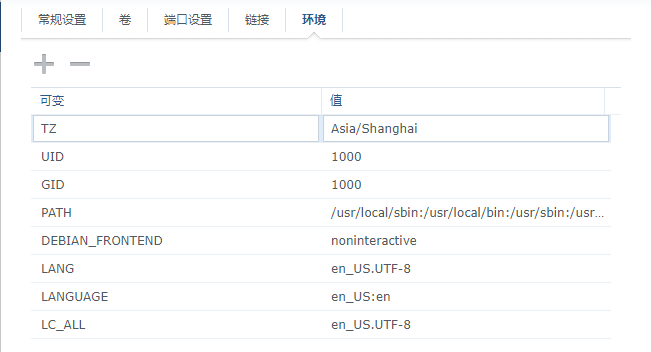 常规设置 卷 端口设置 链接 环境
可变 值
TZ Asia/Shanghai
UID 1000
GID 1000
PATH /usr/local/sbin:/usr/local/bin:/usr/sbin:/usr...
DEBIAN_FRONTEND noninteractive
LANG en_US.UTF-8
LANGUAGE en_US:en
LC_ALL en_US.UTF-8